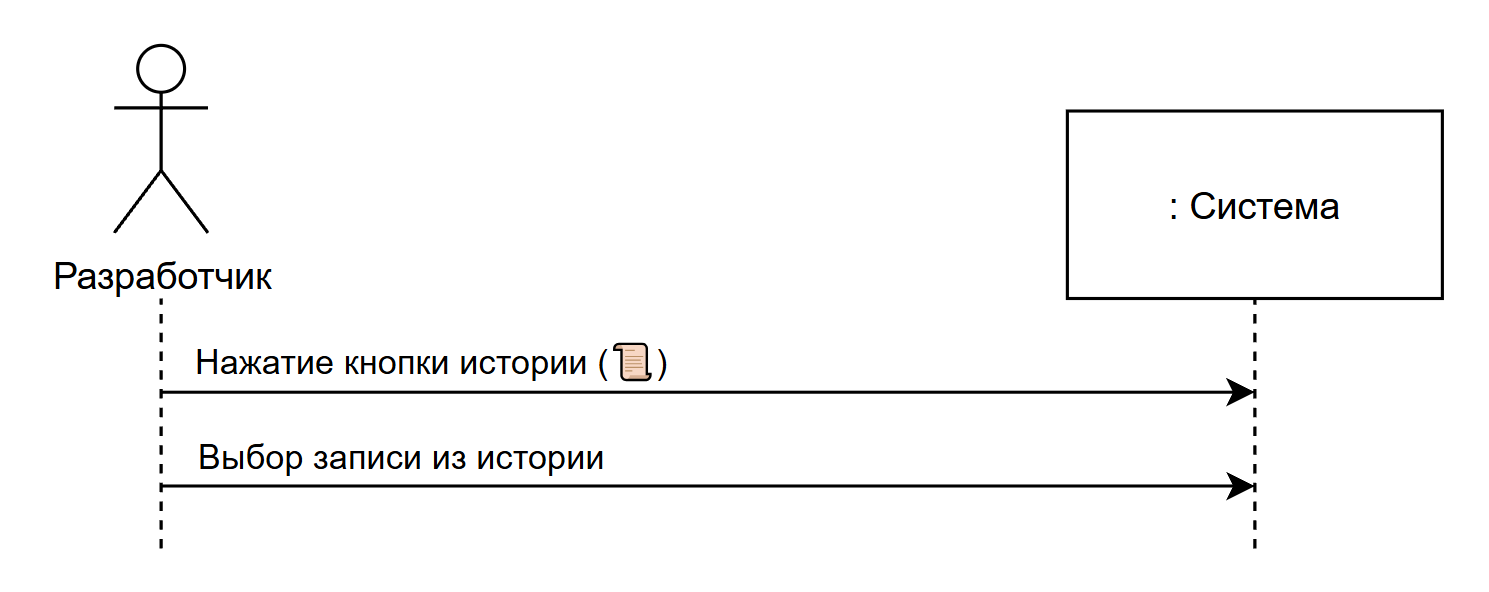 : Система
Разработчик
Нажатие кнопки истории (📜)
Выбор записи из истории